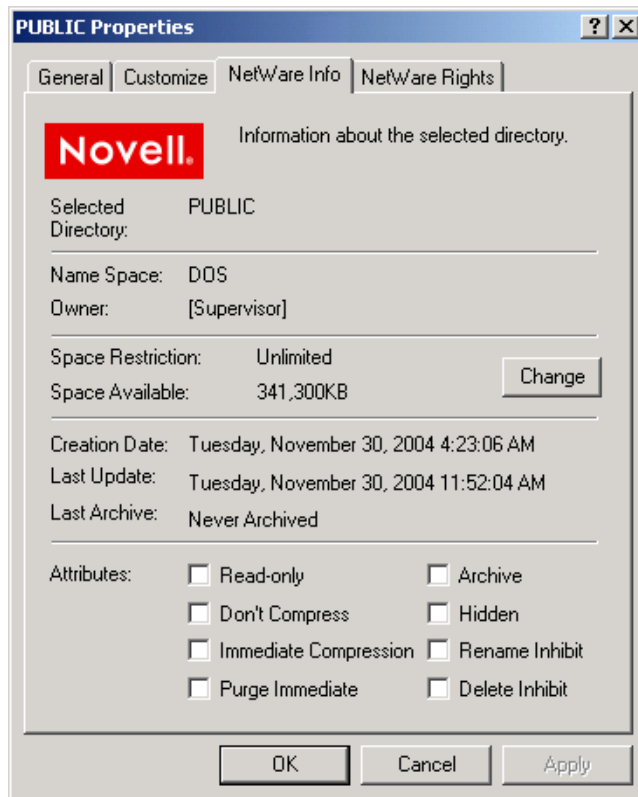 PUBLIC Properties
General Customize NetWare Info NetWare Rights
Novell® Information about the selected directory.
Selected Directory: PUBLIC
Name Space: DOS
Owner: [Supervisor]
Space Restriction: Unlimited
Space Available: 341,300KB
Change
Creation Date: Tuesday, November 30, 2004 4:23:06 AM
Last Update: Tuesday, November 30, 2004 11:52:04 AM
Last Archive: Never Archived
Attributes: Read-only Archive
Don't Compress Hidden
Immediate Compression Rename Inhibit
Purge Immediate Delete Inhibit
OK Cancel Apply